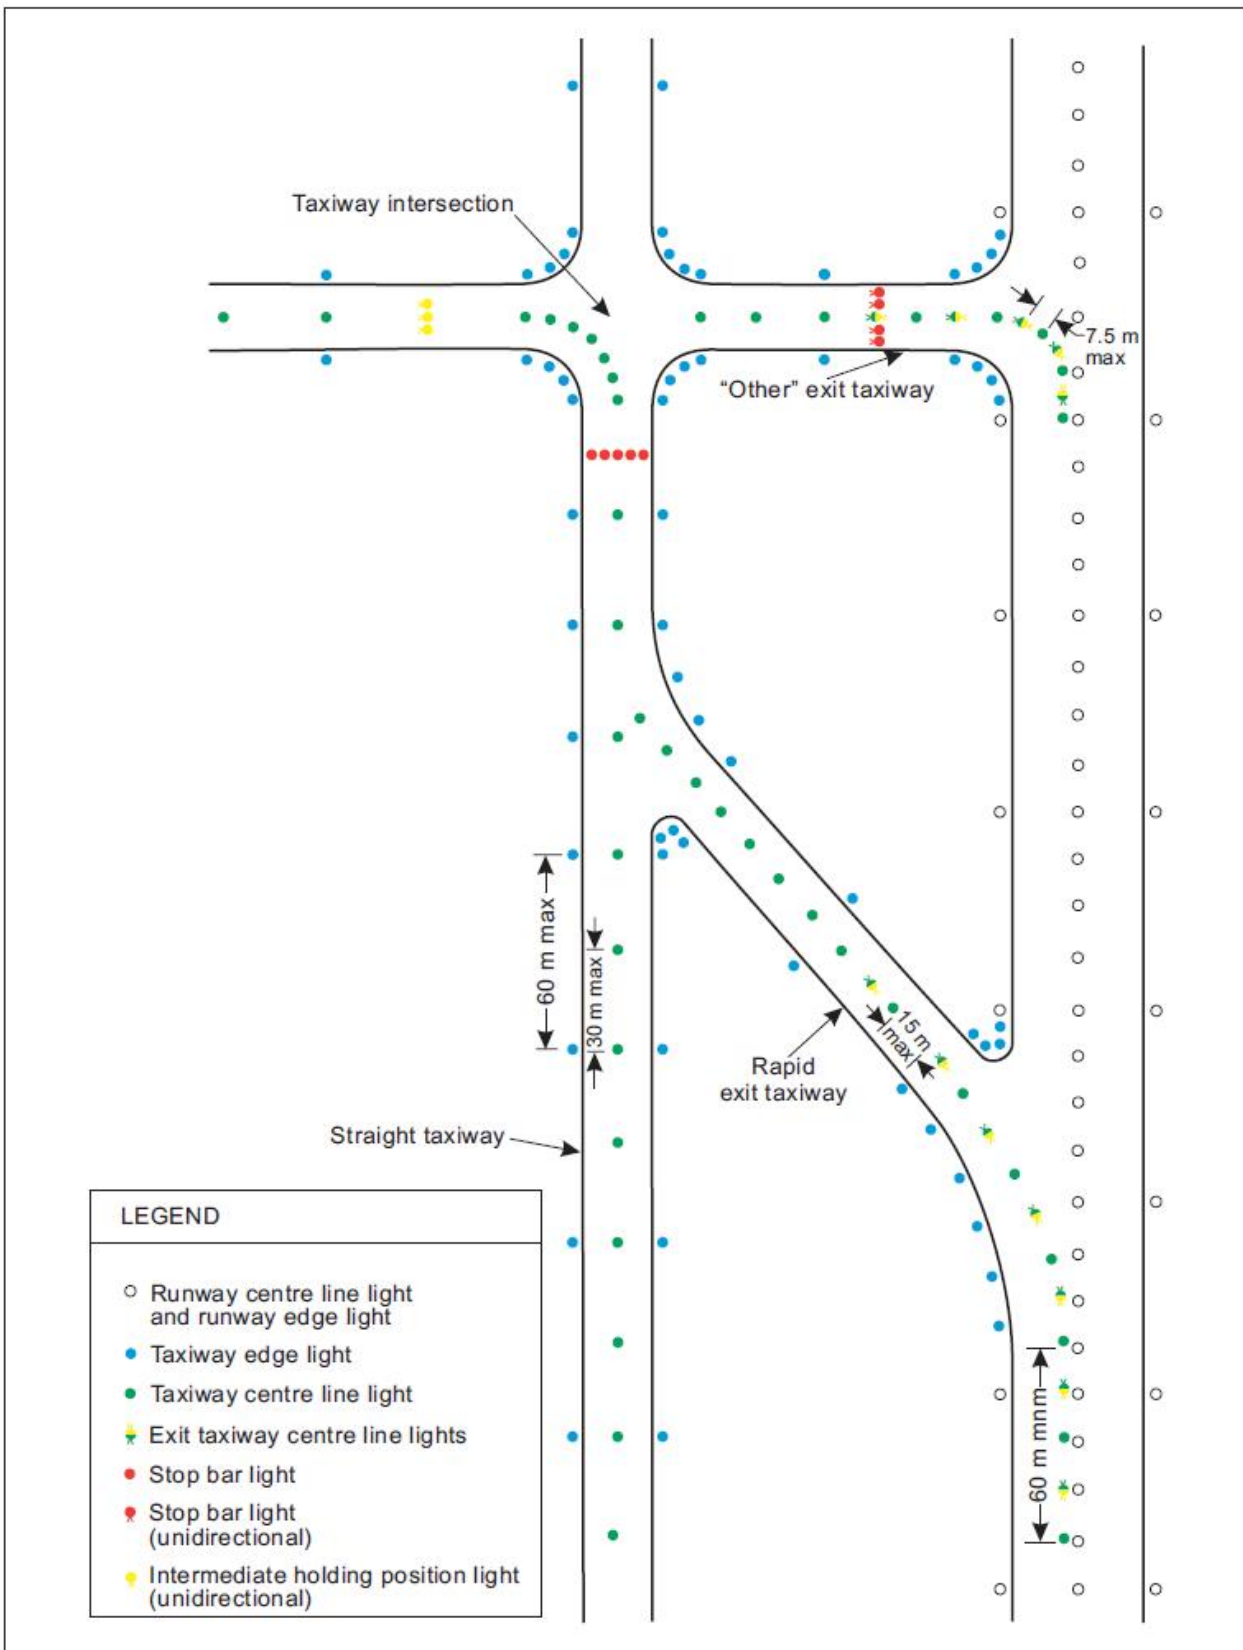 Taxiway intersection
7.5 m
max
“Other” exit taxiway
60 m max
30 m max
15 m
max
Rapid
exit taxiway
Straight taxiway
60 m mnm
LEGEND
Runway centre line light
and runway edge light
Taxiway edge light
Taxiway centre line light
Exit taxiway centre line lights
Stop bar light
Stop bar light
(unidirectional)
Intermediate holding position light
(unidirectional)